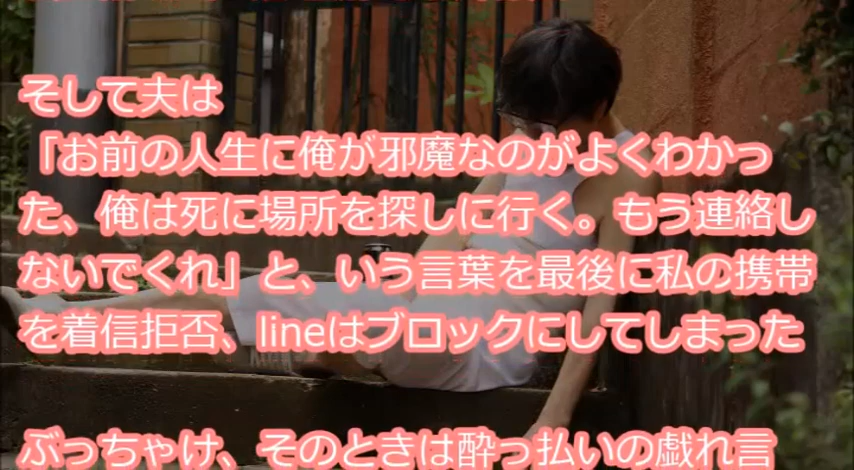 そして夫は
「お前の人生に俺が邪魔なのがよくわかっ
た、俺は死に場所を探しに行く。もう連絡し
ないでくれ」と、いう言葉を最後に私の携帯
を着信拒否、lineはブロックにしてしまった
ぶっちゃけ、そのときは酔っ払いの戯れ言